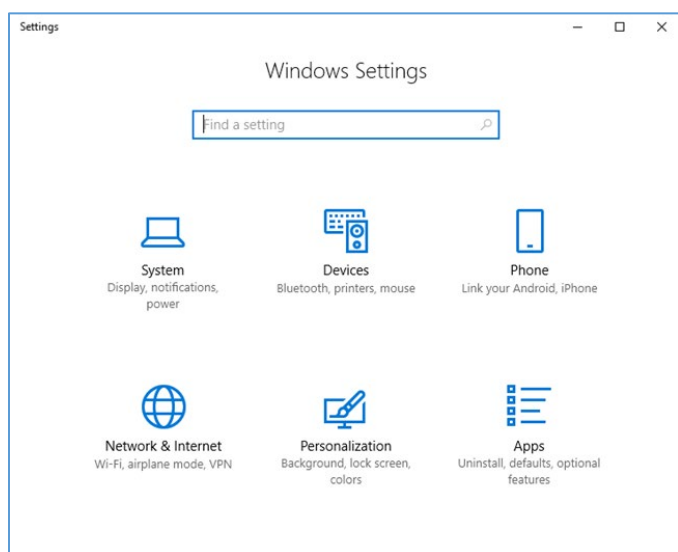 Settings
Windows Settings
Find a setting
System
Display, notifications,
power
Devices
Bluetooth, printers, mouse
Phone
Link your Android, iPhone
Network & Internet
Wi-Fi, airplane mode, VPN
Personalization
Background, lock screen,
colors
Apps
Uninstall, defaults, optional
features